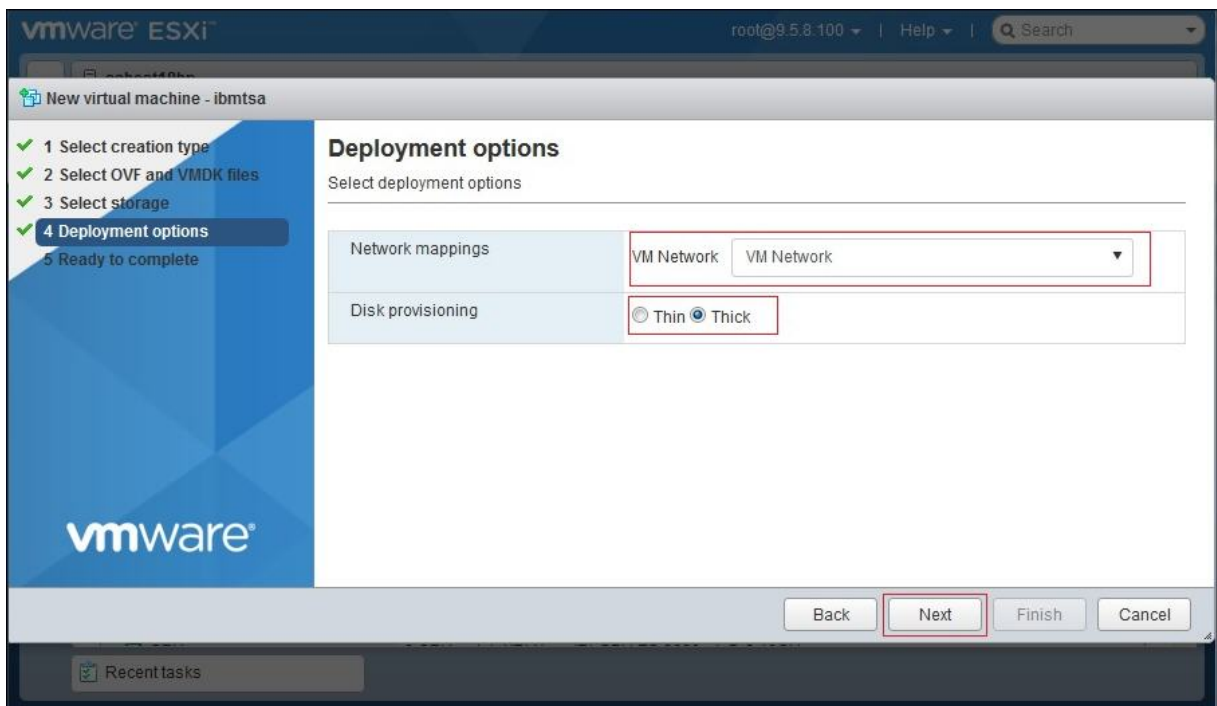 vmware ESXi™
root@9.5.8.100 | Help | Search
New virtual machine - ibmtsa
1 Select creation type
2 Select OVF and VMDK files
3 Select storage
4 Deployment options
5 Ready to complete
vmware®
Deployment options
Select deployment options
Network mappings
VM Network VM Network
Disk provisioning
Thin Thick
Back Next Finish Cancel
Recent tasks